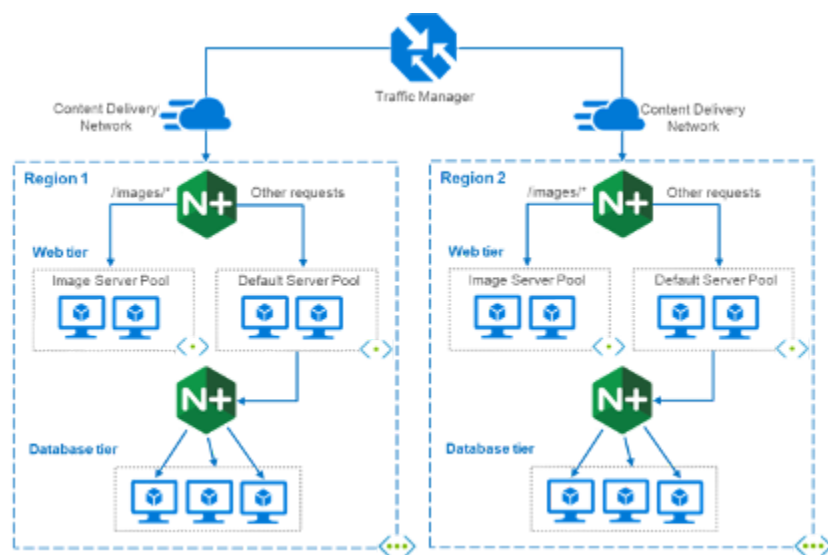 Traffic Manager
Content Delivery
Network
Content Delivery
Network
Region 1
/images/*
N+
Other requests
Web tier
Image Server Pool
Default Server Pool
N+
Database tier
Region 2
/images/*
N+
Other requests
Web tier
Image Server Pool
Default Server Pool
N+
Database tier